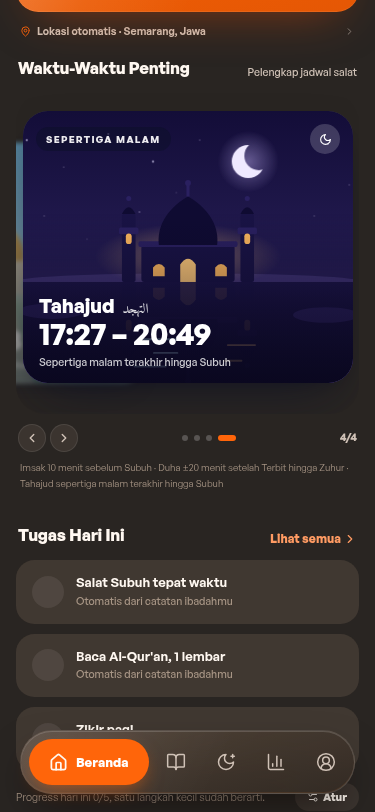 Lokasi otomatis · Semarang, Jawa
Waktu-Waktu Penting
Pelengkap jadwal salat
SEPERTIGA MALAM
Tahajud التهجد
17:27 – 20:49
Sepertiga malam terakhir hingga Subuh
4/4
Imsak 10 menit sebelum Subuh · Duha ±20 menit setelah Terbit hingga Zuhur ·
Tahajud sepertiga malam terakhir hingga Subuh
Tugas Hari Ini
Lihat semua
Salat Subuh tepat waktu
Otomatis dari catatan ibadahmu
Baca Al-Qur'an, 1 lembar
Otomatis dari catatan ibadahmu
Zikir pagi
Beranda
Progress hari ini 0/5, satu langkah kecil sudah berarti.
Atur